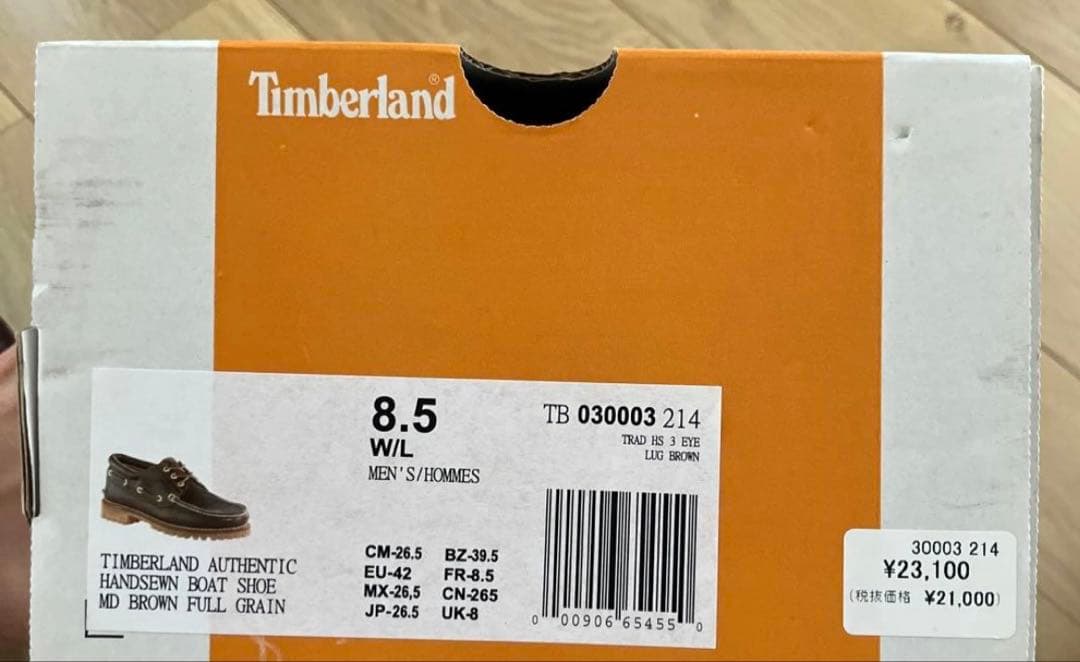 Timberland®
8.5
W/L
MEN'S/HOMMES
TB 030003 214
TRAD HS 3 EYE
LUG BROWN
TIMBERLAND AUTHENTIC
HANDSEWN BOAT SHOE
MD BROWN FULL GRAIN
CM-26.5 BZ-39.5
EU-42 FR-8.5
MX-26,5 CN-265
JP-26.5 UK-8
0 00906 65455 0
30003 214
¥23,100
(税抜価格 ¥21,000)